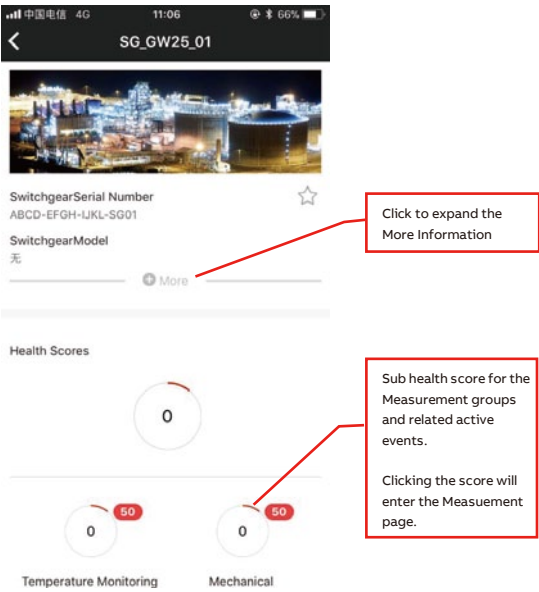 中国电信 4G 11:06 66%
SG_GW25_01
SwitchgearSerial Number
ABCD-EFGH-IJKL-SG01
SwitchgearModel
无
More
Click to expand the
More Information
Health Scores
0
Sub health score for the
Measurement groups
and related active
events.
Clicking the score will
enter the Measuement
page.
50
0
50
0
Temperature Monitoring
Mechanical